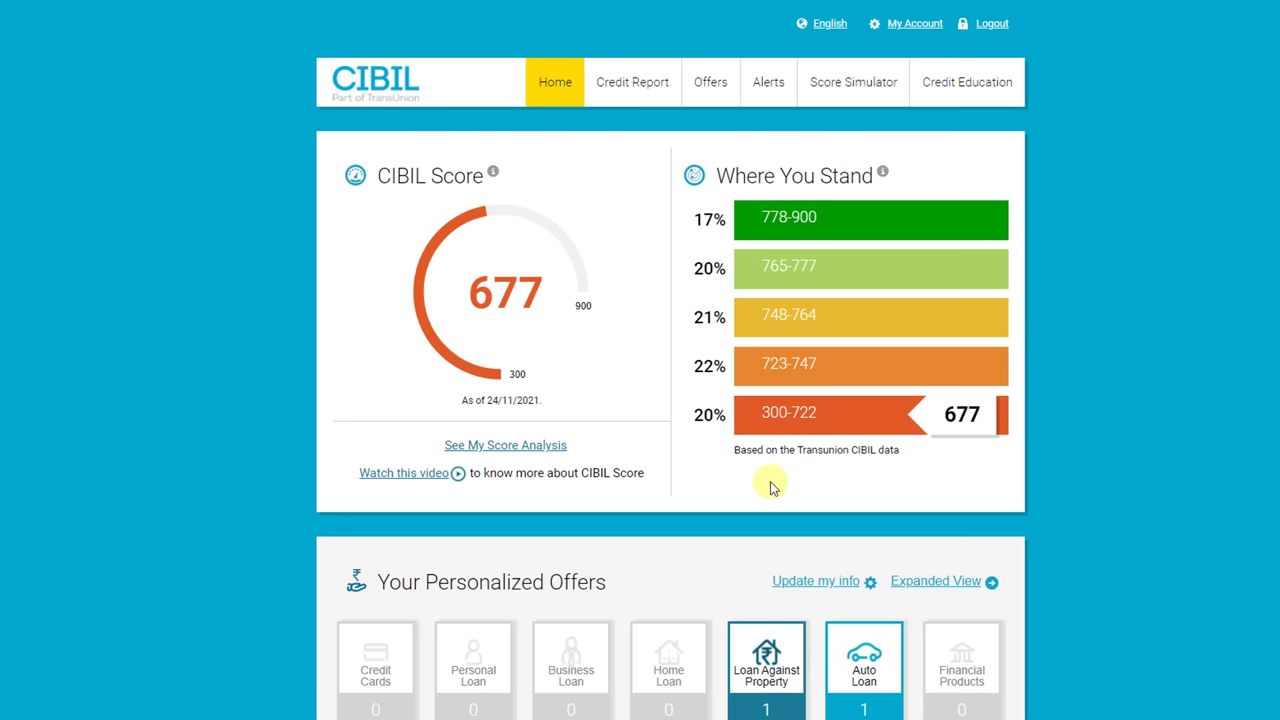 English
My Account
Logout
CIBIL
Part of TransUnion
Home
Credit Report
Offers
Alerts
Score Simulator
Credit Education
CIBIL Score
677
900
300
As of 24/11/2021.
See My Score Analysis
Watch this video to know more about CIBIL Score
Where You Stand
17% 778-900
20% 765-777
21% 748-764
22% 723-747
20% 300-722 677
Based on the Transunion CIBIL data
Your Personalized Offers
Update my info
Expanded View
Credit
Cards
0
Personal
Loan
0
Business
Loan
0
Home
Loan
0
Loan Against
Property
1
Auto
Loan
1
Financial
Products
0